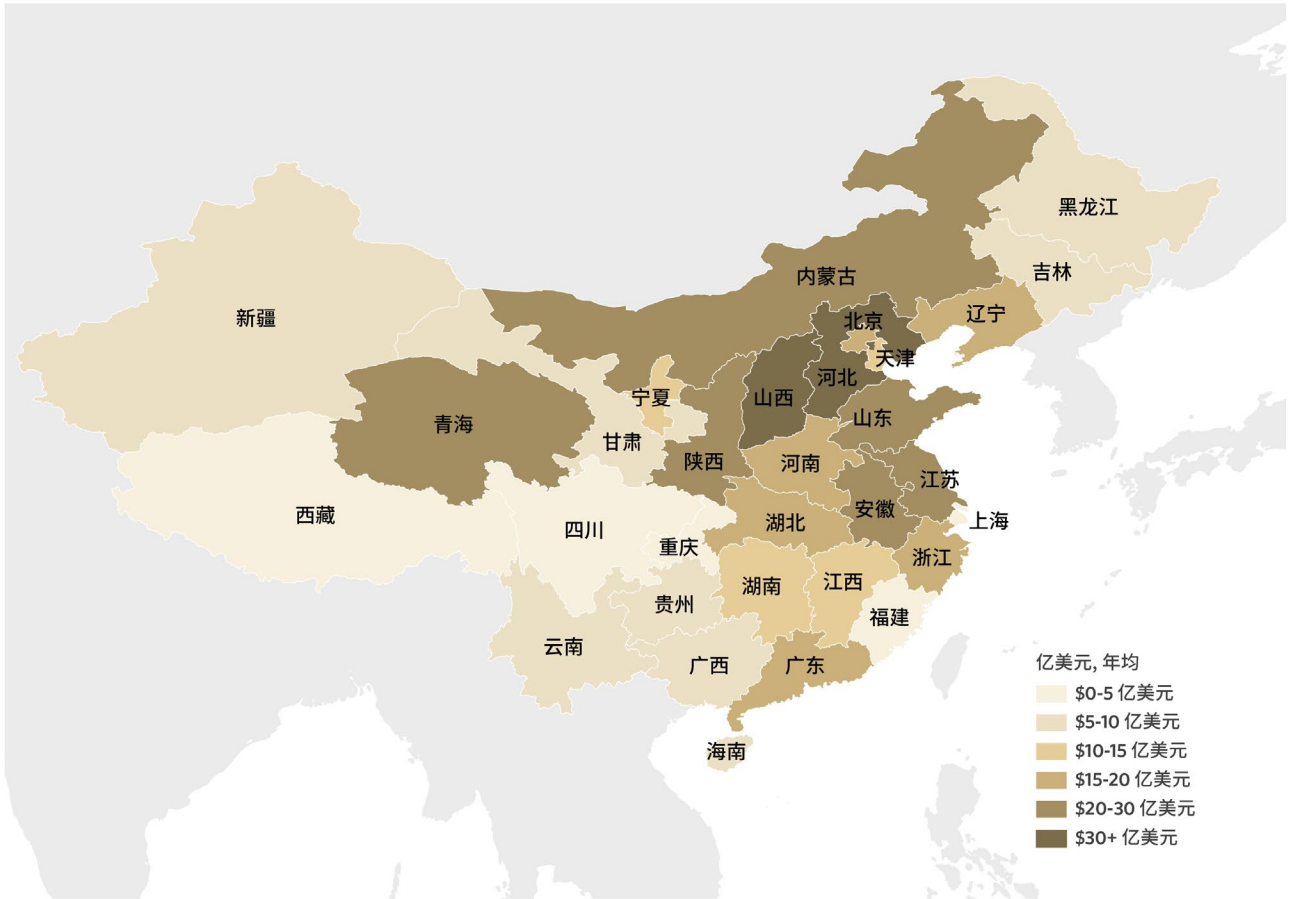 黑龙江
吉林
内蒙古
辽宁
新疆
北京
天津
河北
宁夏
山西
青海
山东
甘肃
陕西
河南
江苏
西藏
安徽
四川
湖北
上海
重庆
浙江
湖南
江西
贵州
福建
云南
广西
广东
海南
亿美元, 年均
$0-5 亿美元
$5-10 亿美元
$10-15 亿美元
$15-20 亿美元
$20-30 亿美元
$30+ 亿美元